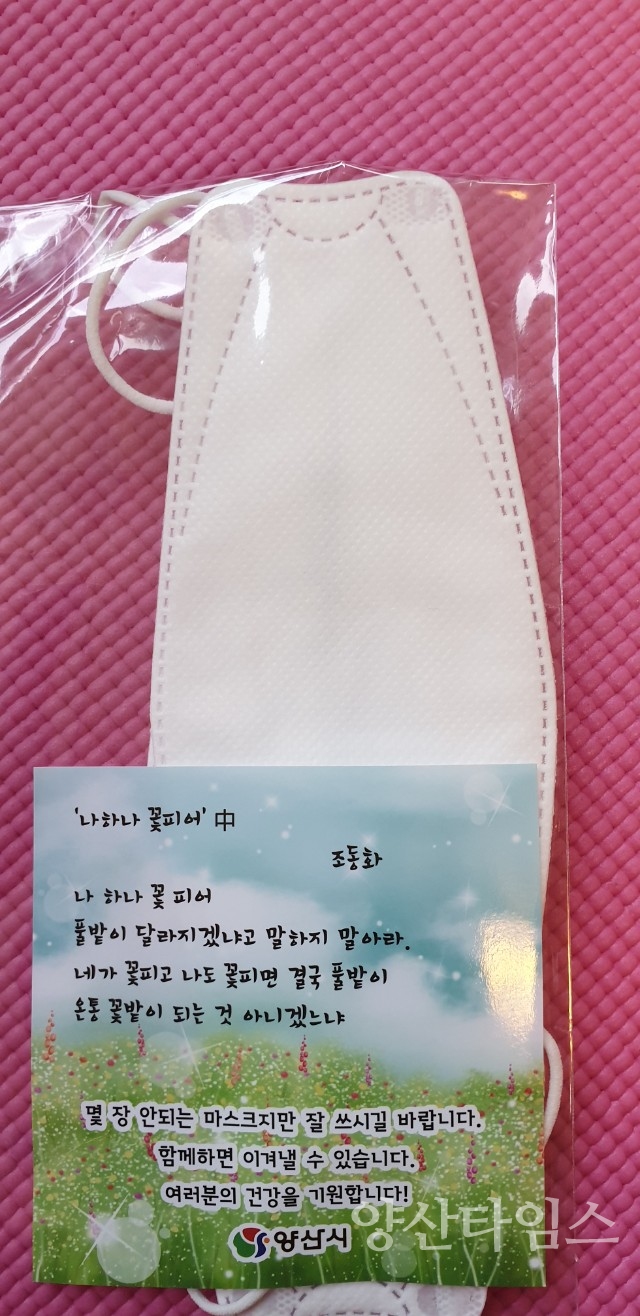 '나하나 꽃피어' 中
조동화
나 하나 꽃 피어
풀밭이 달라지겠냐고 말하지 말아라.
네가 꽃피고 나도 꽃피면 결국 풀밭이
온통 꽃밭이 되는 것 아니겠느냐
몇 장 안되는 마스크지만 잘 쓰시길 바랍니다.
함께하면 이겨낼 수 있습니다.
여러분의 건강을 기원합니다!
양산시
양산타임스